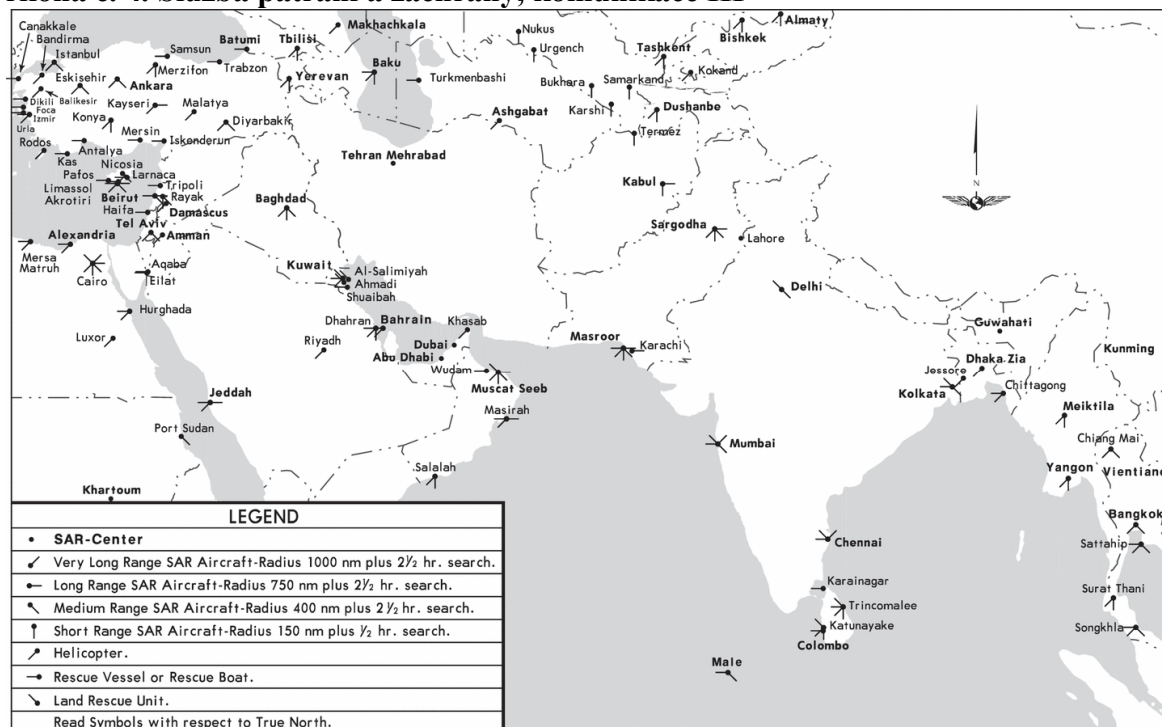 Canakkale
Bandirma
Istanbul
Samsun
Batumi
Tbilisi
Makhachkala
Nukus
Urgench
Bishkek
Almaty
Tashkent
Eskisehir
Merzifon
Trabzon
Ankara
Yerevan
Baku
Turkmenbashi
Bukhara
Samarkand
Kokand
Dikili
Balikesir
Foca
Izmir
Urla
Kayseri
Malatya
Konya
Diyarbakir
Ashgabat
Karshi
Dushanbe
Termez
Rodos
Mersin
Iskenderun
Antalya
Kas
Nicosia
Pafos
Larnaca
Limassol
Akrotiri
Tripoli
Beirut
Rayak
Haifa
Damascus
Tel Aviv
Amman
Tehran Mehrabad
Kabul
N
Baghdad
Sargodha
Lahore
Alexandria
Mersa
Matruh
Cairo
Aqaba
Eilat
Kuwait
Al-Salimiyah
Ahmadi
Shuaibah
Delhi
Hurghada
Luxor
Dhahran
Bahrain
Khasab
Riyadh
Dubai
Abu Dhabi
Wudam
Muscat Seeb
Masroor
Karachi
Guwahati
Kunming
Dhaka Zia
Jessore
Kolkata
Chittagong
Jeddah
Masirah
Meiktila
Port Sudan
Mumbai
Chiang Mai
Salalah
Yangon
Vientiane
Khartoum
Bangkok
Chennai
Sattahip
Karainagar
Trincomalee
Surat Thani
Katunayake
Colombo
Songkhla
Male
LEGEND
SAR-Center
Very Long Range SAR Aircraft-Radius 1000 nm plus 2½ hr. search.
Long Range SAR Aircraft-Radius 750 nm plus 2½ hr. search.
Medium Range SAR Aircraft-Radius 400 nm plus 2½ hr. search.
Short Range SAR Aircraft-Radius 150 nm plus ½ hr. search.
Helicopter.
Rescue Vessel or Rescue Boat.
Land Rescue Unit.
Read Symbols with respect to True North.